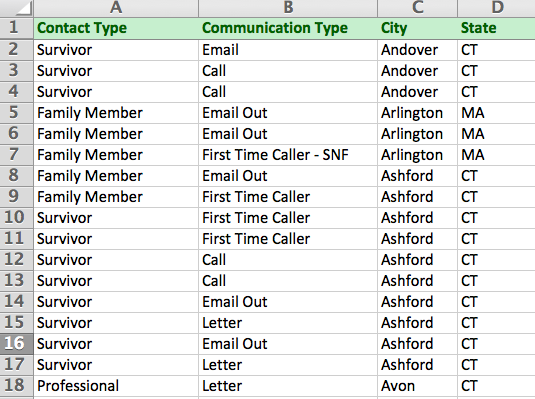 A B C D
1 Contact Type Communication Type City State
2 Survivor Email Andover CT
3 Survivor Call Andover CT
4 Survivor Call Andover CT
5 Family Member Email Out Arlington MA
6 Family Member Email Out Arlington MA
7 Family Member First Time Caller - SNF Arlington MA
8 Family Member Email Out Ashford CT
9 Family Member First Time Caller Ashford CT
10 Survivor First Time Caller Ashford CT
11 Survivor First Time Caller Ashford CT
12 Survivor Call Ashford CT
13 Survivor Call Ashford CT
14 Survivor Email Out Ashford CT
15 Survivor Letter Ashford CT
16 Survivor Email Out Ashford CT
17 Survivor Letter Ashford CT
18 Professional Letter Avon CT